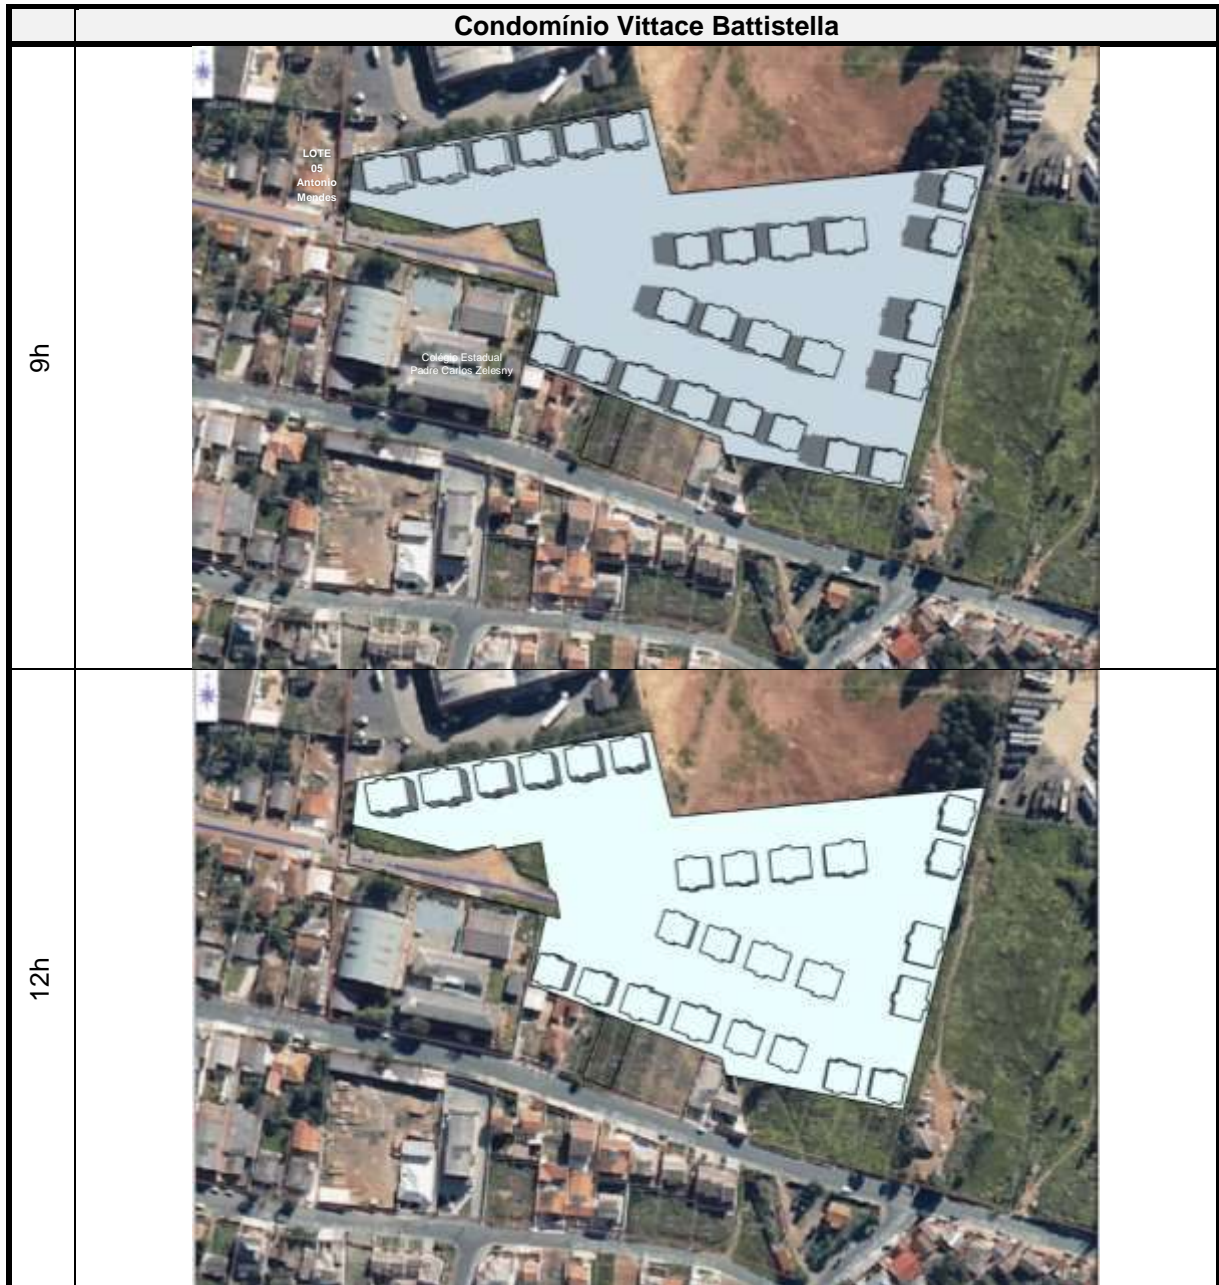 Condomínio Vittace Battistella
9h
LOTE
05
Antonio
Mendes
Colégio Estadual
Padre Carlos Zelesny
12h